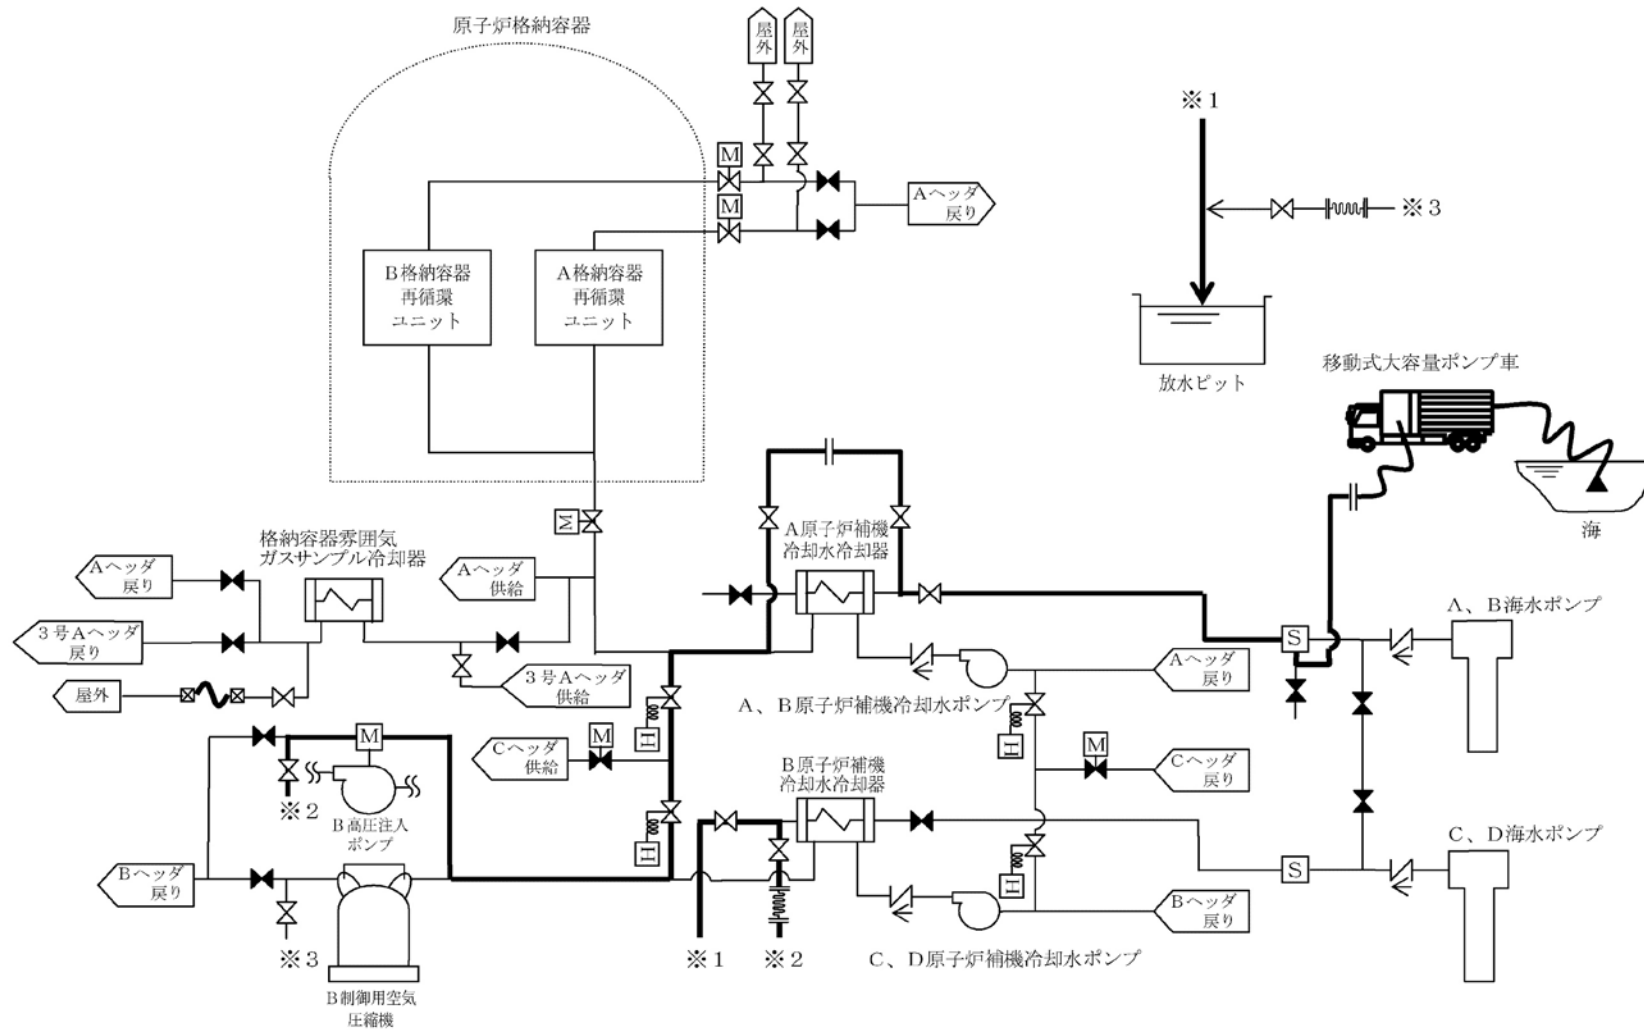 原子炉格納容器
屋外
屋外
※1
M
M
Aヘッダ
戻り
※3
B格納容器
再循環
ユニット
A格納容器
再循環
ユニット
放水ピット
移動式大容量ポンプ車
海
M
A原子炉補機
冷却水冷却器
格納容器雰囲気
ガスサンプル冷却器
Aヘッダ
戻り
Aヘッダ
供給
3号Aヘッダ
戻り
3号Aヘッダ
供給
屋外
A、B海水ポンプ
S
Aヘッダ
戻り
A、B原子炉補機冷却水ポンプ
H
H
M
M
Cヘッダ
供給
M
Cヘッダ
戻り
B原子炉補機
冷却水冷却器
※2
B高圧注入
ポンプ
H
H
C、D海水ポンプ
S
Bヘッダ
戻り
Bヘッダ
戻り
※3
※1
※2
C、D原子炉補機冷却水ポンプ
B制御用空気
圧縮機